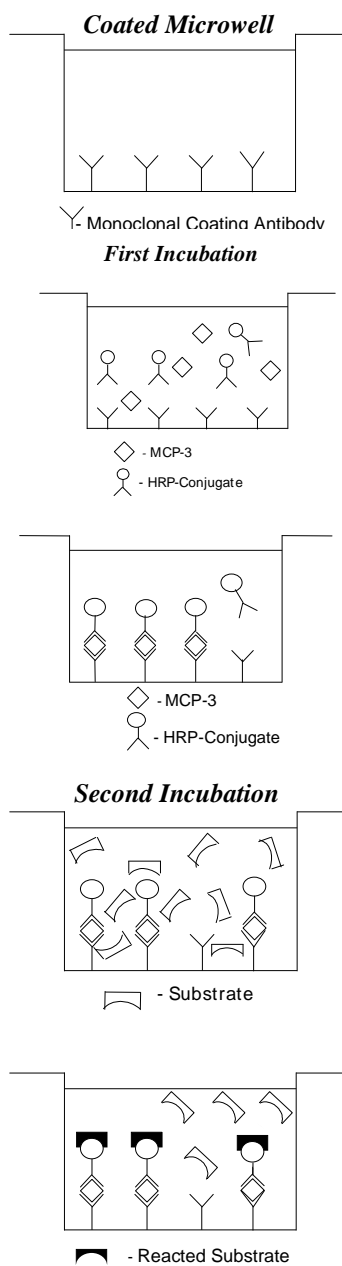 Coated Microwell
- Monoclonal Coating Antibody
First Incubation
- MCP-3
- HRP-Conjugate
- MCP-3
- HRP-Conjugate
Second Incubation
- Substrate
- Reacted Substrate